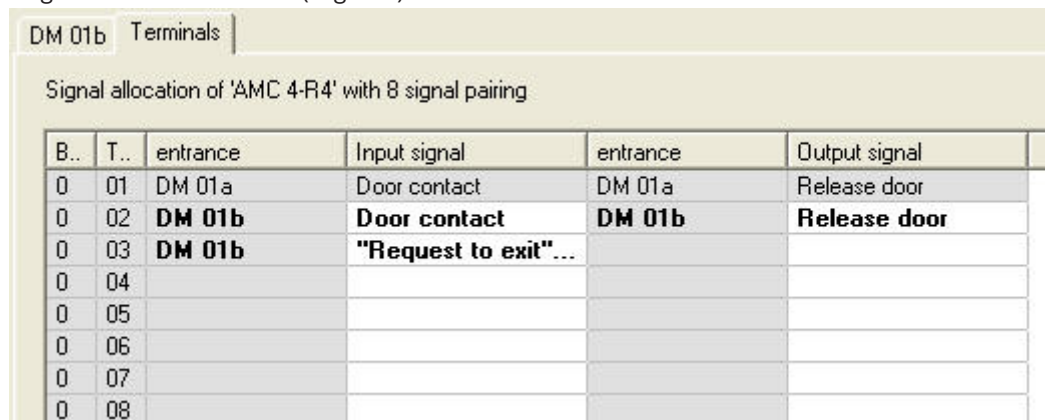 DM 01b Terminals
Signal allocation of 'AMC 4-R4' with 8 signal pairing
B.. T.. entrance Input signal entrance Output signal
0 01 DM 01a Door contact DM 01a Release door
0 02 DM 01b Door contact DM 01b Release door
0 03 DM 01b "Request to exit"...
0 04
0 05
0 06
0 07
0 08